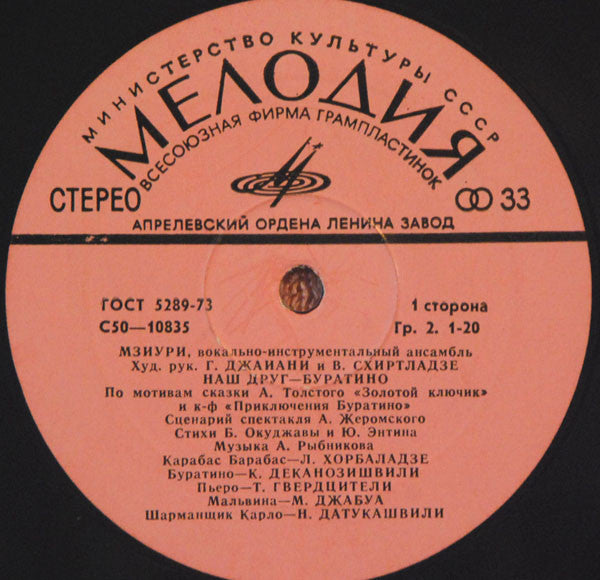 МИНИСТЕРСТВО КУЛЬТУРЫ СССР
МЕЛОДИЯ
ВСЕСОЮЗНАЯ ФИРМА ГРАМПЛАСТИНОК
СТЕРЕО
33
АПРЕЛЕВСКИЙ ОРДЕНА ЛЕНИНА ЗАВОД
ГОСТ 5289-73
1 сторона
С50—10835
Гр. 2. 1-20
МЗИУРИ, вокально-инструментальный ансамбль
Худ. рук. Г. ДЖАИАНИ и В. СХИРТЛАДЗЕ
НАШ ДРУГ—БУРАТИНО
По мотивам сказки А. Толстого «Золотой ключик»
и к-ф «Приключения Буратино»
Сценарий спектакля А. Жеромского
Стихи Б. Окуджавы и Ю. Энтина
Музыка А. Рыбникова
Карабас Барабас—Л. ХОРБАЛАДЗЕ
Буратино—К. ДЕКАНОЗИШВИЛИ
Пьеро—Т. ГВЕРДЦИТЕЛИ
Мальвина—М. ДЖАБУА
Шарманщик Карло—Н. ДАТУКАШВИЛИ